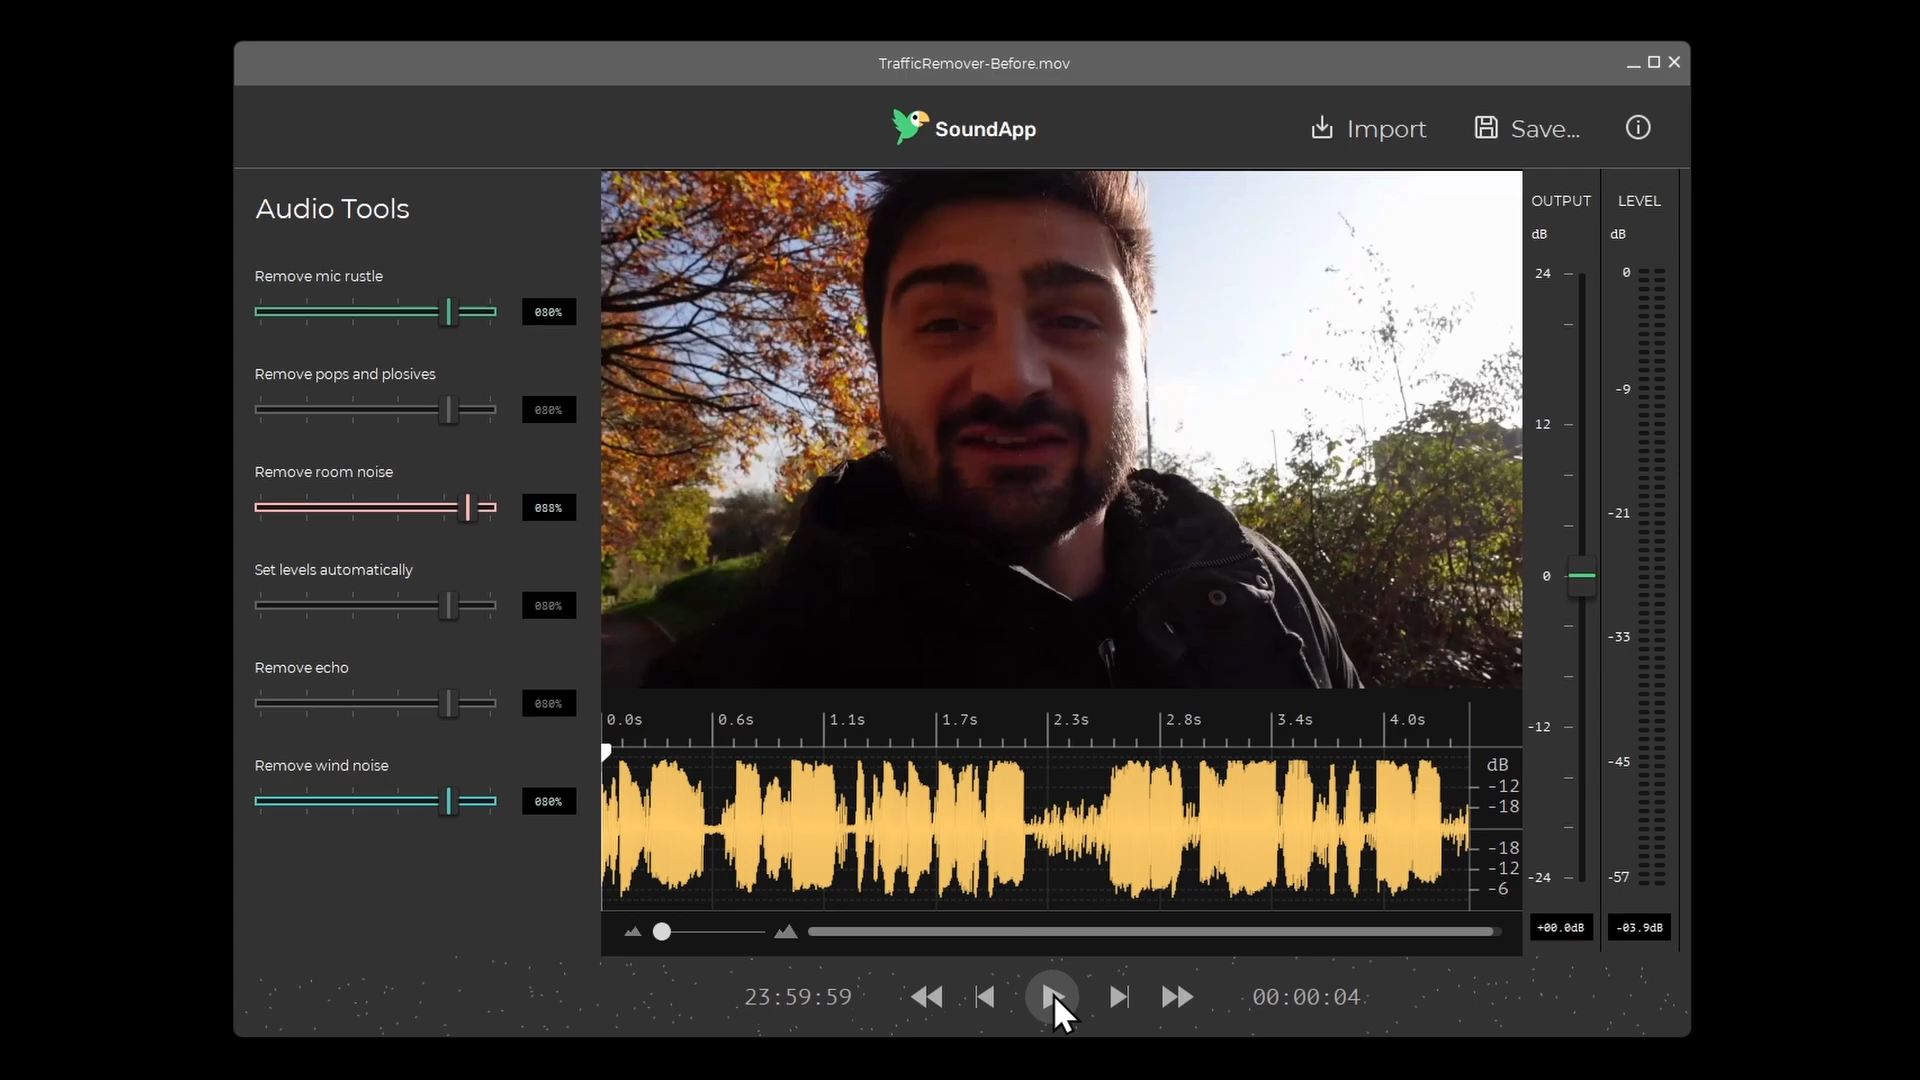 TrafficRemover-Before.mov
SoundApp
Import
Save...
Audio Tools
Remove mic rustle
080%
Remove pops and plosives
080%
Remove room noise
088%
Set levels automatically
080%
Remove echo
080%
Remove wind noise
080%
0.0s 0.6s 1.1s 1.7s 2.3s 2.8s 3.4s 4.0s
dB
-12
-18
-18
-12
-6
OUTPUT
dB
24
12
0
-12
-24
+00.0dB
LEVEL
dB
0
-9
-21
-33
-45
-57
-03.9dB
23:59:59
00:00:04